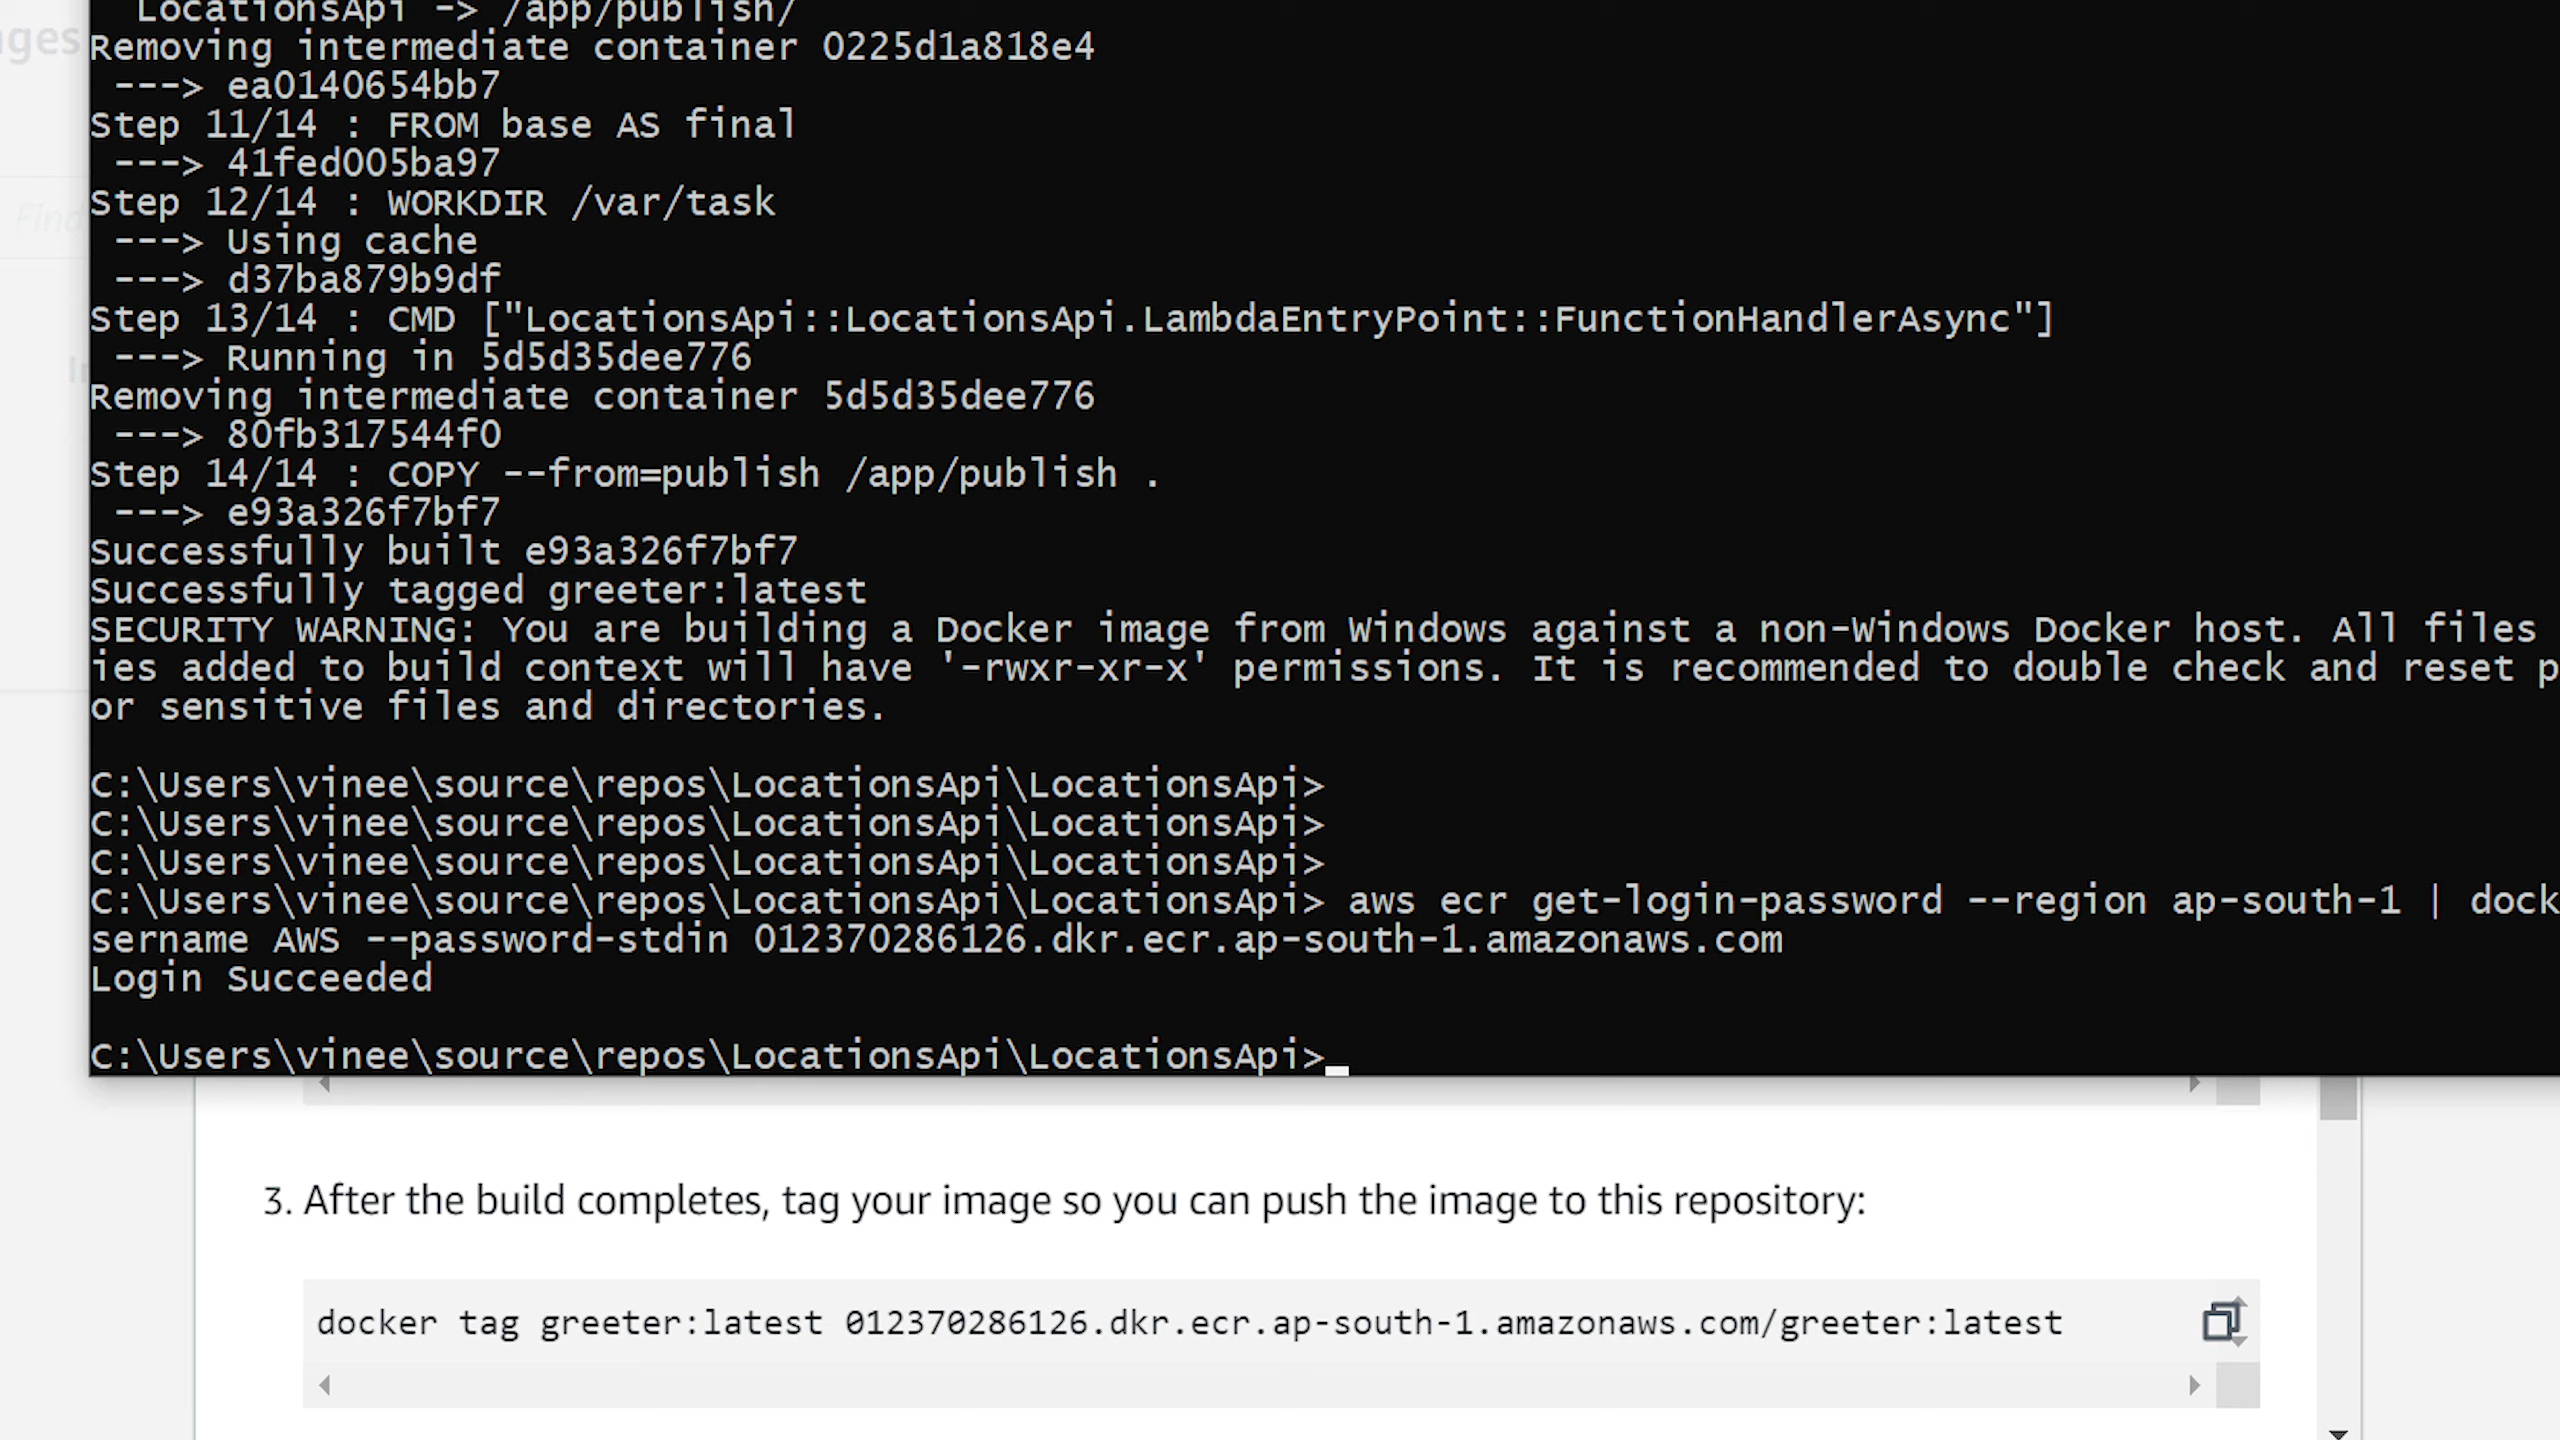 LocationsApi -> /app/publish/
Removing intermediate container 0225d1a818e4
---> ea0140654bb7
Step 11/14 : FROM base AS final
---> 41fed005ba97
Step 12/14 : WORKDIR /var/task
---> Using cache
---> d37ba879b9df
Step 13/14 : CMD ["LocationsApi::LocationsApi.LambdaEntryPoint::FunctionHandlerAsync"]
---> Running in 5d5d35dee776
Removing intermediate container 5d5d35dee776
---> 80fb317544f0
Step 14/14 : COPY --from=publish /app/publish .
---> e93a326f7bf7
Successfully built e93a326f7bf7
Successfully tagged greeter:latest
SECURITY WARNING: You are building a Docker image from Windows against a non-Windows Docker host. All files
ies added to build context will have '-rwxr-xr-x' permissions. It is recommended to double check and reset p
or sensitive files and directories.
C:\Users\vinee\source\repos\LocationsApi\LocationsApi>
C:\Users\vinee\source\repos\LocationsApi\LocationsApi>
C:\Users\vinee\source\repos\LocationsApi\LocationsApi>
C:\Users\vinee\source\repos\LocationsApi\LocationsApi> aws ecr get-login-password --region ap-south-1 | dock
sername AWS --password-stdin 012370286126.dkr.ecr.ap-south-1.amazonaws.com
Login Succeeded
C:\Users\vinee\source\repos\LocationsApi\LocationsApi>
3. After the build completes, tag your image so you can push the image to this repository:
docker tag greeter:latest 012370286126.dkr.ecr.ap-south-1.amazonaws.com/greeter:latest
ges
Find